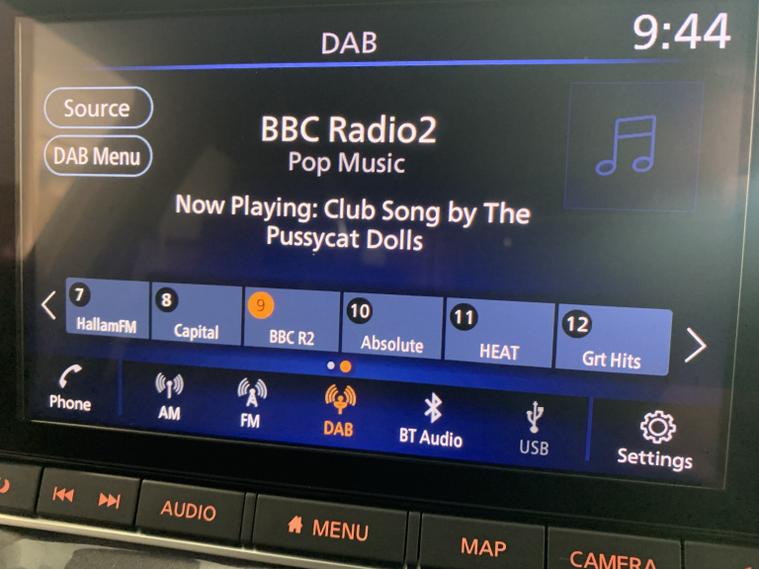 DAB
9:44
Source
DAB Menu
BBC Radio2
Pop Music
Now Playing: Club Song by The
Pussycat Dolls
7
HallamFM
8
Capital
9
BBC R2
10
Absolute
11
HEAT
12
Grt Hits
Phone
AM
FM
DAB
BT Audio
USB
Settings
AUDIO
MENU
MAP
CAMERA